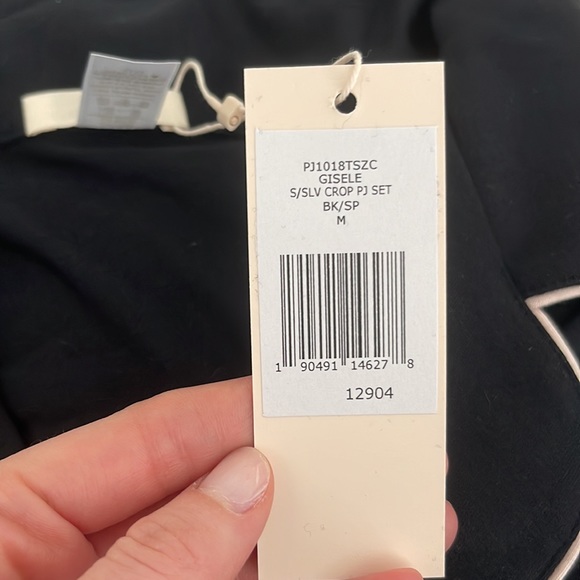 PJ1018TSZC
GISELE
S/SLV CROP PJ SET
BK/SP
M
1 90491 14627 8
12904